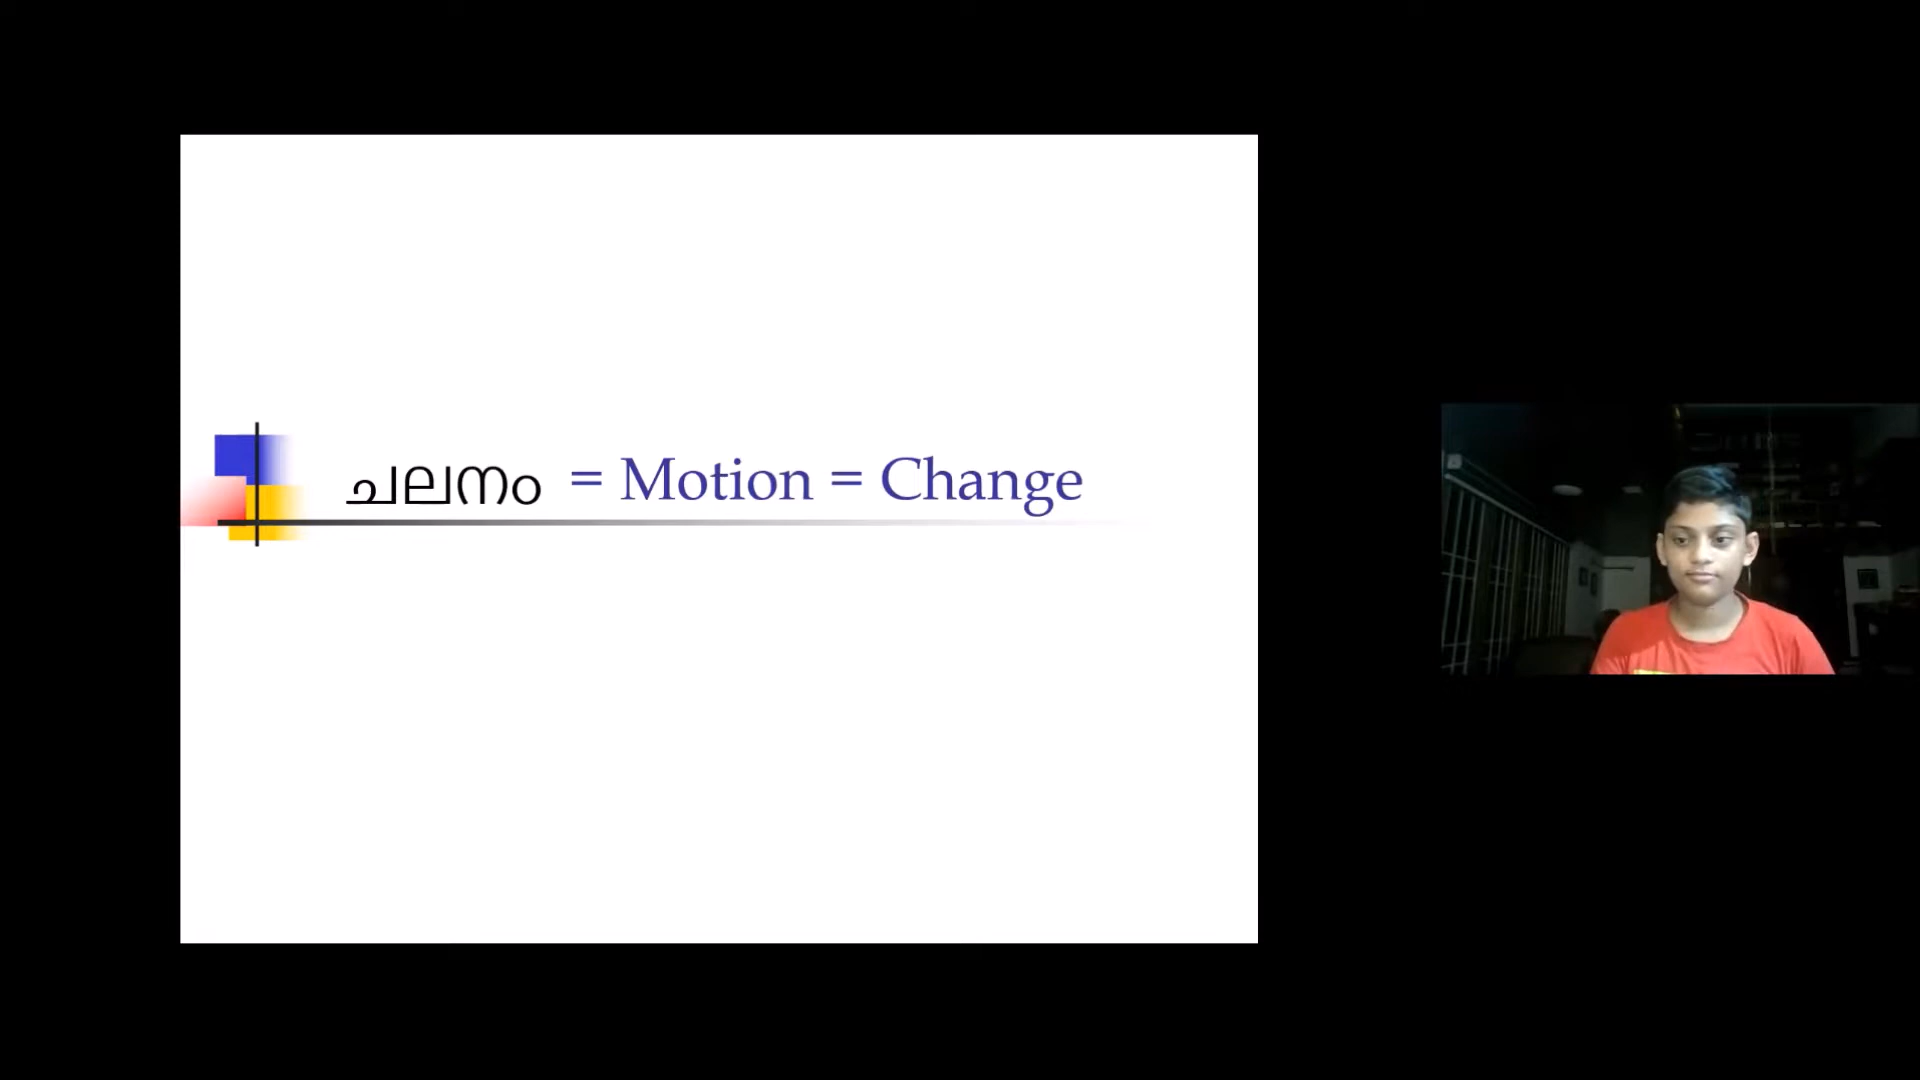 ചലനം = Motion = Change